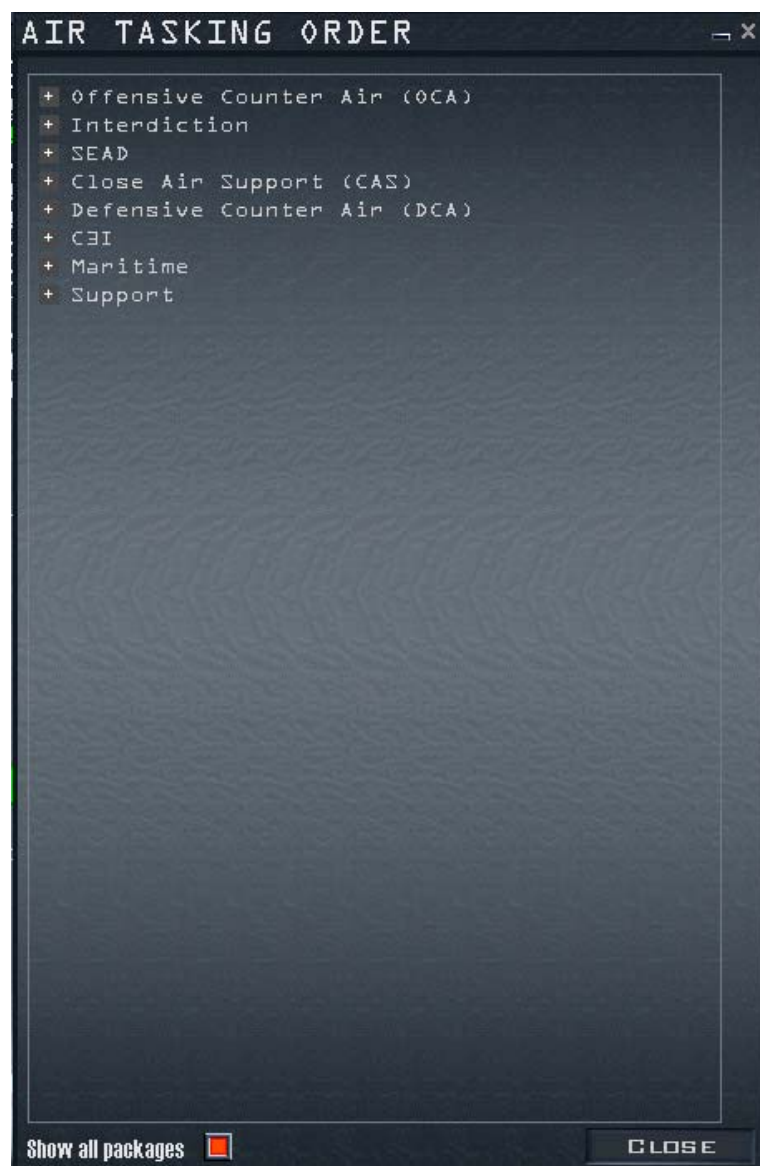 AIR TASKING ORDER
Offensive Counter Air (OCA)
Interdiction
SEAD
Close Air Support (CAS)
Defensive Counter Air (DCA)
C3I
Maritime
Support
Show all packages
CLOSE